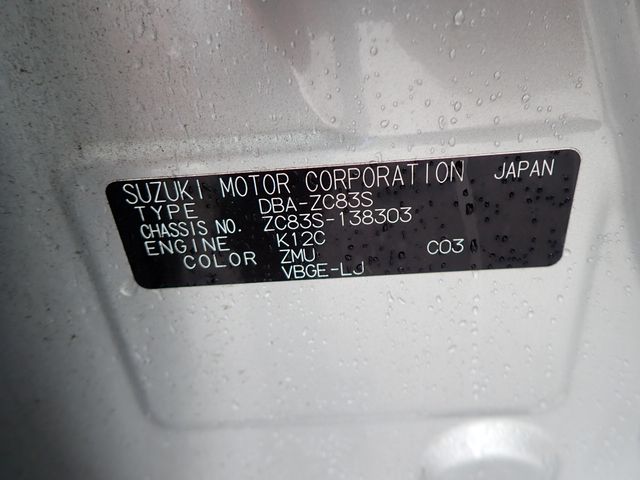 SUZUKI MOTOR CORPORATION JAPAN
TYPE DBA-ZC83S
CHASSIS NO. ZC83S-138303
ENGINE K12C C03
COLOR ZMU
VBGE-LJ